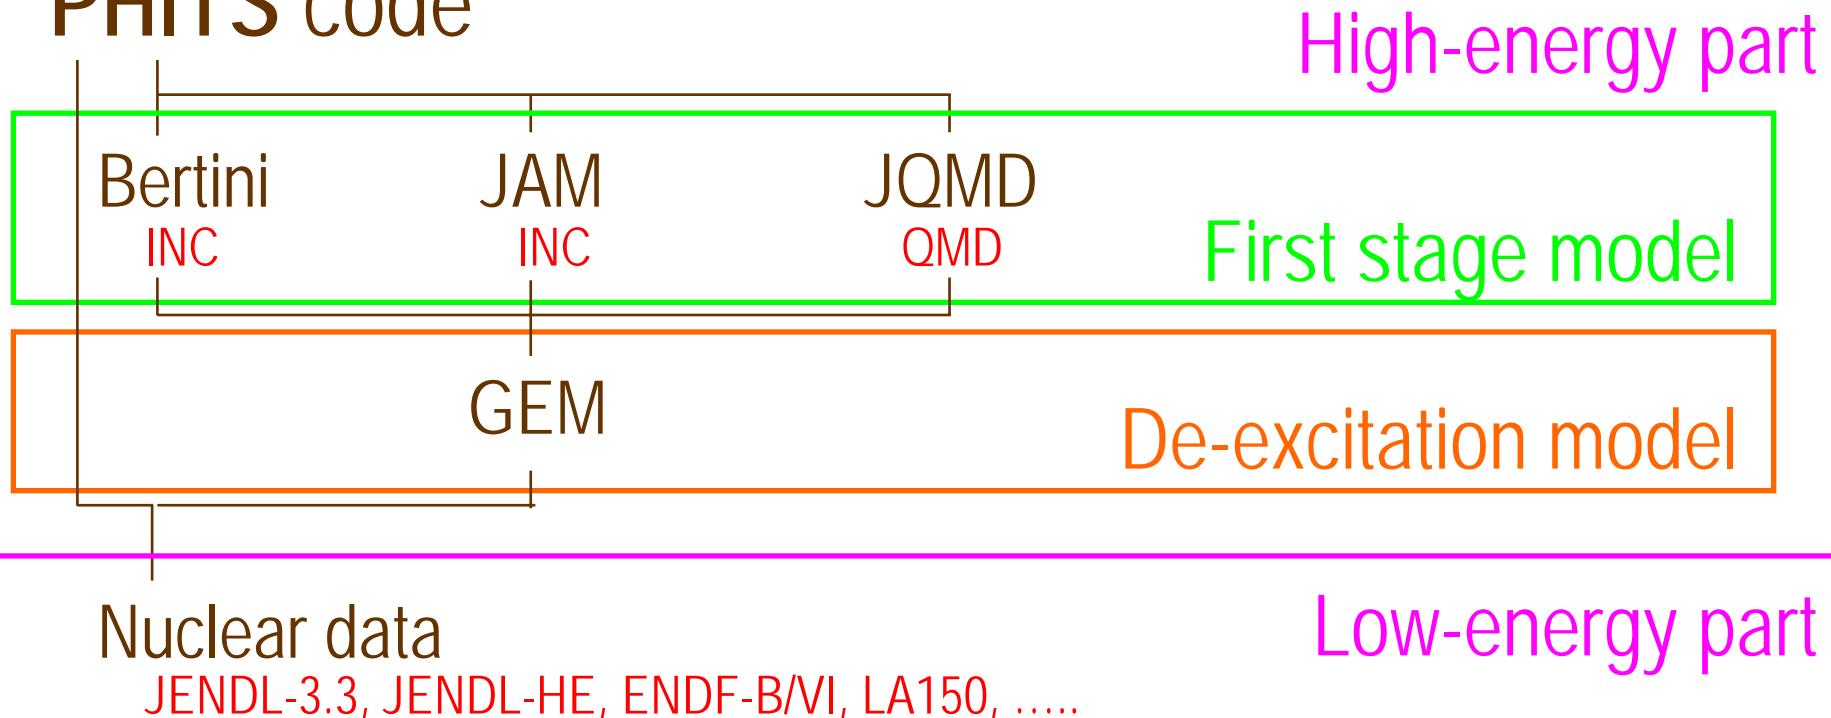 PHITS code
High-energy part
Bertini JAM JQMD
INC INC QMD
First stage model
GEM
De-excitation model
Nuclear data
Low-energy part
JENDL-3.3, JENDL-HE, ENDF-B/VI, LA150, .....